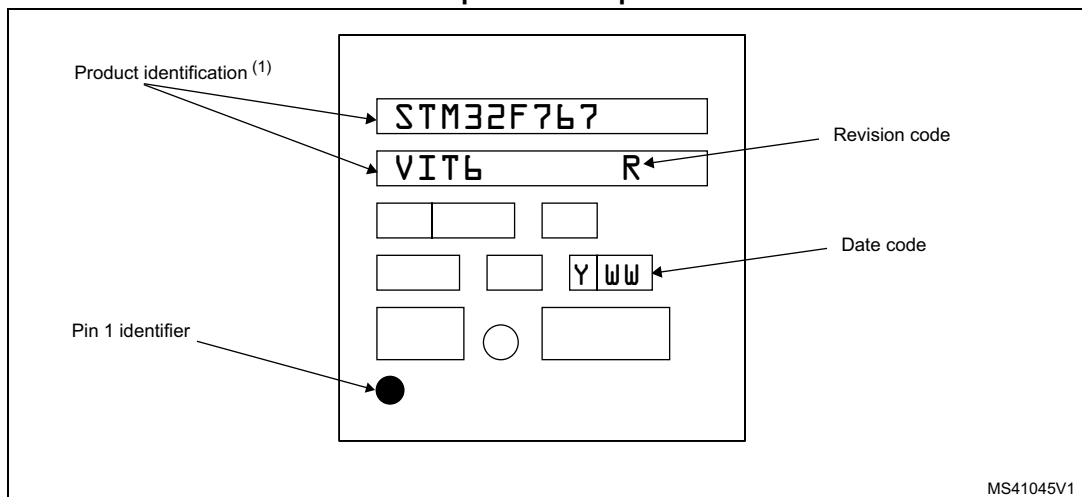 Product identification (1)
STM32F767
Revision code
VIT6 R
Date code
Y WW
Pin 1 identifier
MS41045V1